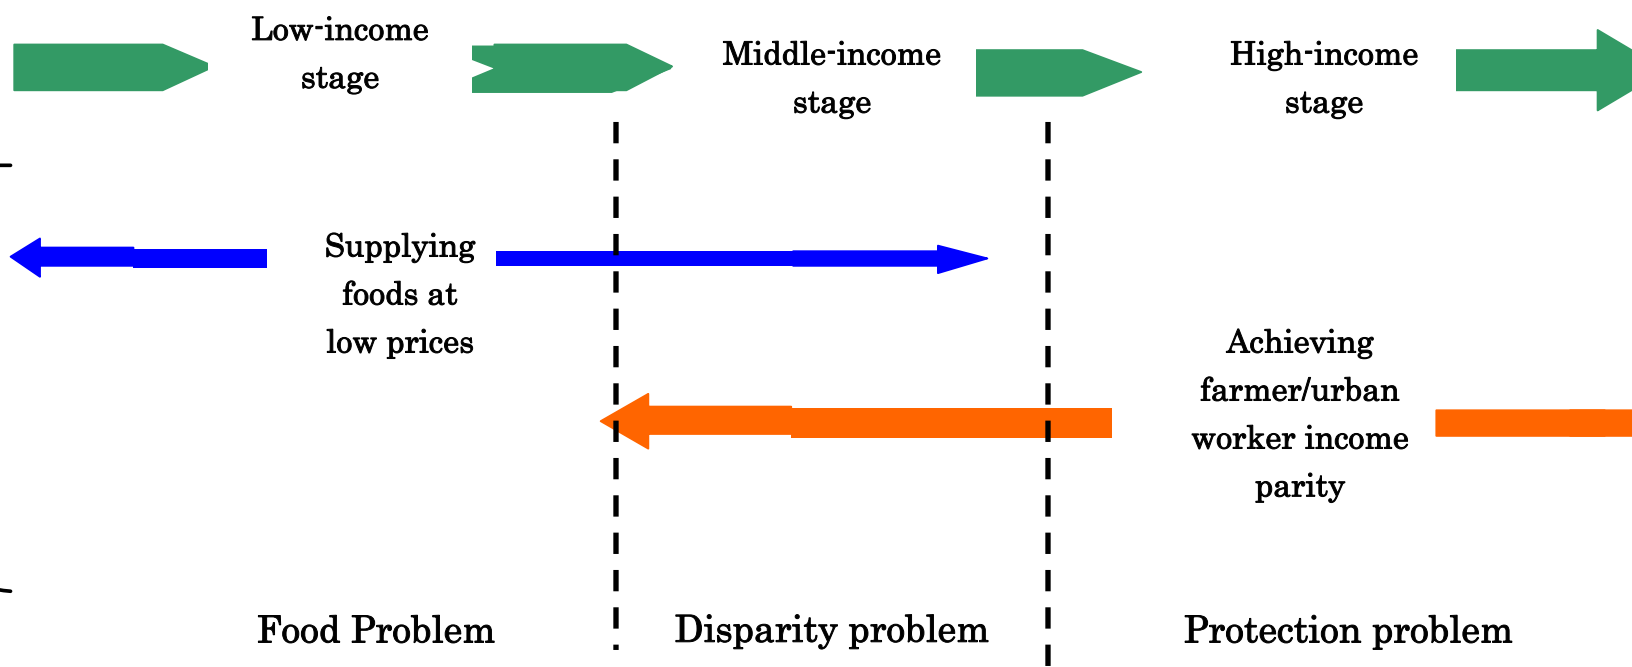 Low-income
stage
Middle-income
stage
High-income
stage
Supplying
foods at
low prices
Achieving
farmer/urban
worker income
parity
Food Problem
Disparity problem
Protection problem